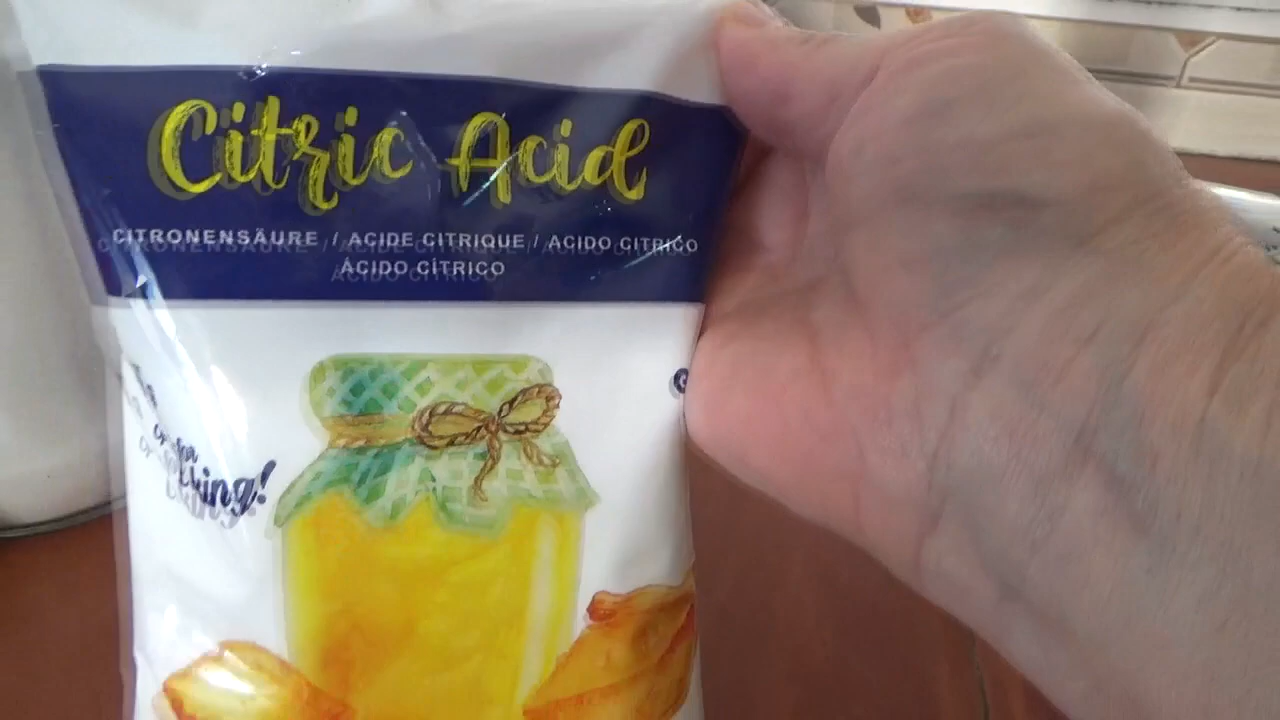 Citric Acid
CITRONENSÄURE / ACIDE CITRIQUE / ACIDO CITRICO
ÁCIDO CÍTRICO